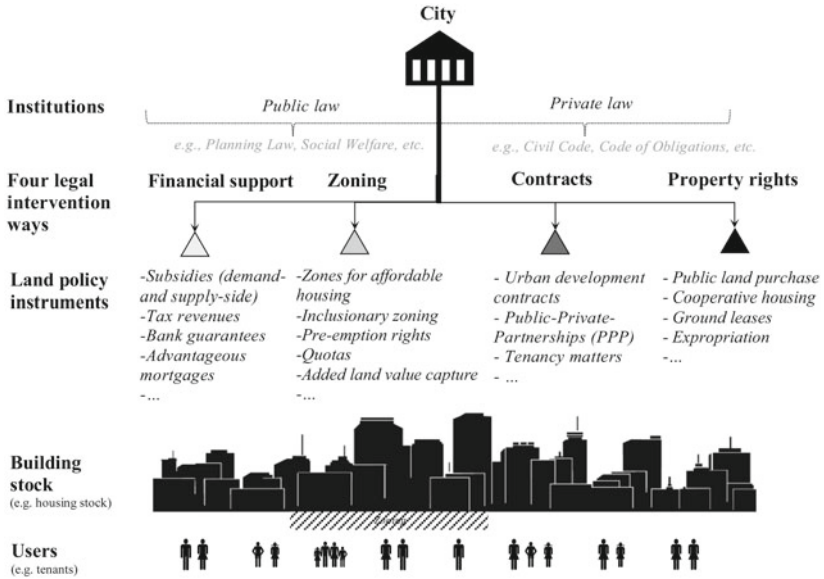 City
Institutions
Public law
Private law
e.g., Planning Law, Social Welfare, etc.
e.g., Civil Code, Code of Obligations, etc.
Four legal
intervention
ways
Financial support
Zoning
Contracts
Property rights
Land policy
instruments
-Subsidies (demand-
and supply-side)
-Tax revenues
-Bank guarantees
-Advantageous
mortgages
-...
-Zones for affordable
housing
-Inclusionary zoning
-Pre-emption rights
-Quotas
-Added land value capture
-...
- Urban development
contracts
- Public-Private-
Partnerships (PPP)
- Tenancy matters
- ...
- Public land purchase
- Cooperative housing
- Ground leases
- Expropriation
-...
Building
stock
(e.g. housing stock)
Users
(e.g. tenants)